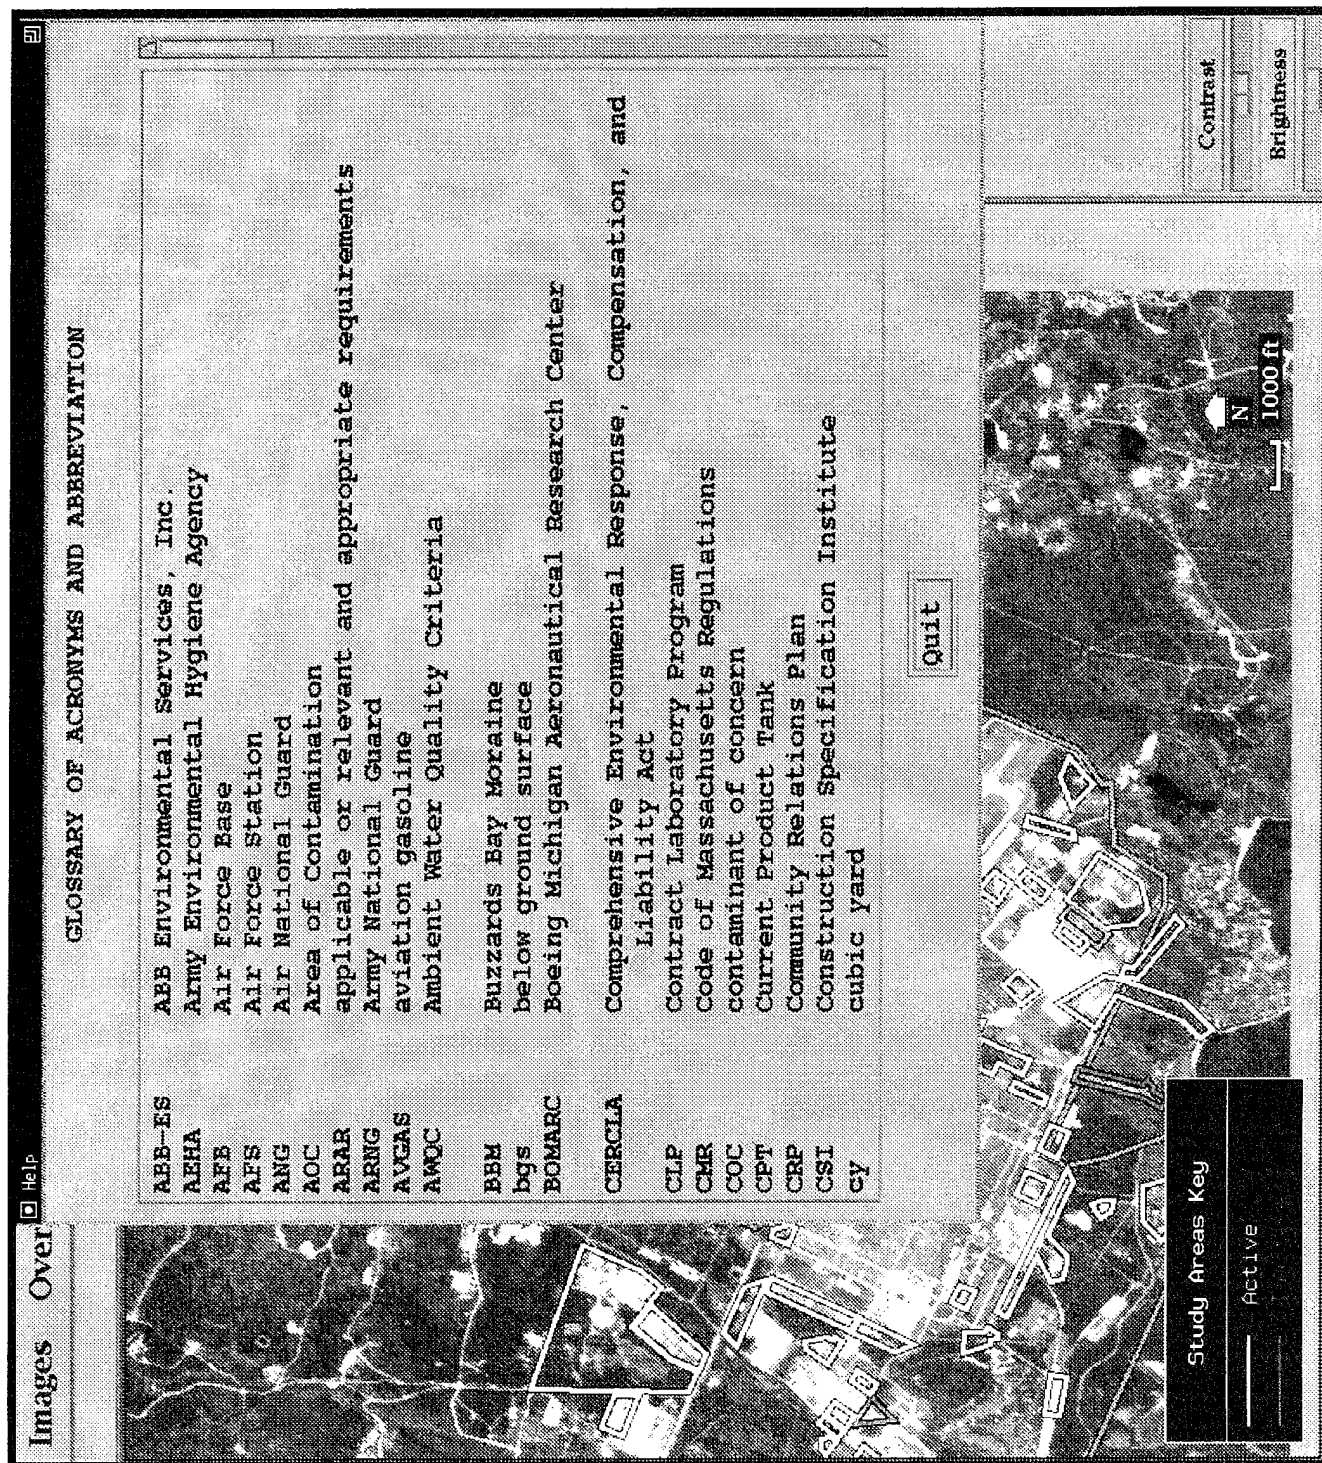 Help
Images Over
GLOSSARY OF ACRONYMS AND ABBREVIATION
ABB-ES ABB Environmental Services, Inc.
AEHA Army Environmental Hygiene Agency
AFB Air Force Base
AFS Air Force Station
ANG Air National Guard
AOC Area of Contamination
ARAR applicable or relevant and appropriate requirements
ARNG Army National Guard
AVGAS aviation gasoline
AWQC Ambient Water Quality Criteria
BBM Buzzards Bay Moraine
bgs below ground surface
BOMARC Boeing Michigan Aeronautical Research Center
CERCLA Comprehensive Environmental Response, Compensation, and
Liability Act
CLP Contract Laboratory Program
CMR Code of Massachusetts Regulations
COC contaminant of concern
CPT Current Product Tank
CRP Community Relations Plan
CSI Construction Specification Institute
cy cubic yard
Quit
Contrast
Brightness
N
1000 ft
Study Areas Key
Active